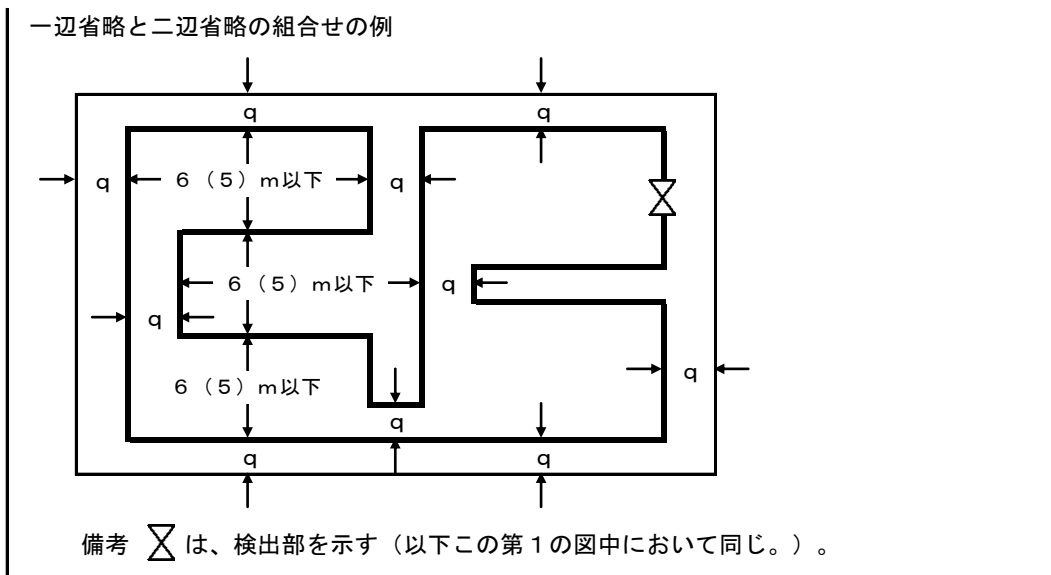 一辺省略と二辺省略の組合せの例
q
q
q
６（５）ｍ以下
q
６（５）ｍ以下
q
q
６（５）ｍ以下
q
q
q
q
備考 は、検出部を示す（以下この第１の図中において同じ。）。